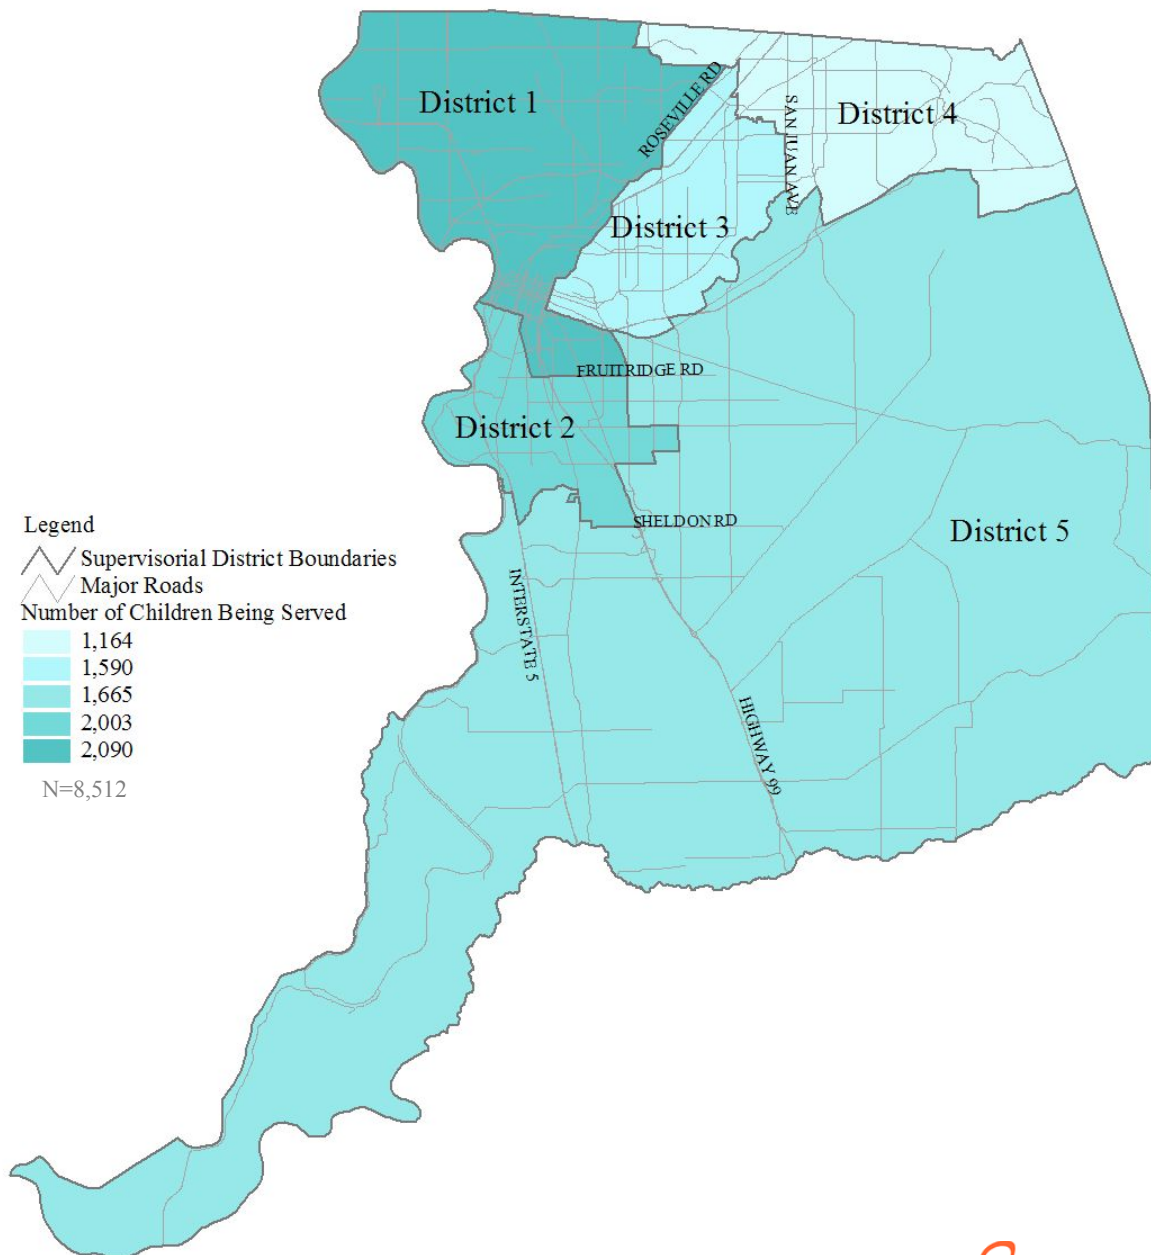 District 1
District 4
ROSEVILLE RD
SAN JUAN AVE
District 3
FRUITRIDGE RD
District 2
SHELDON RD
District 5
Legend
Supervisorial District Boundaries
Major Roads
Number of Children Being Served
1,164
1,590
1,665
2,003
2,090
N=8,512
INTERSTATE 5
HIGHWAY 99